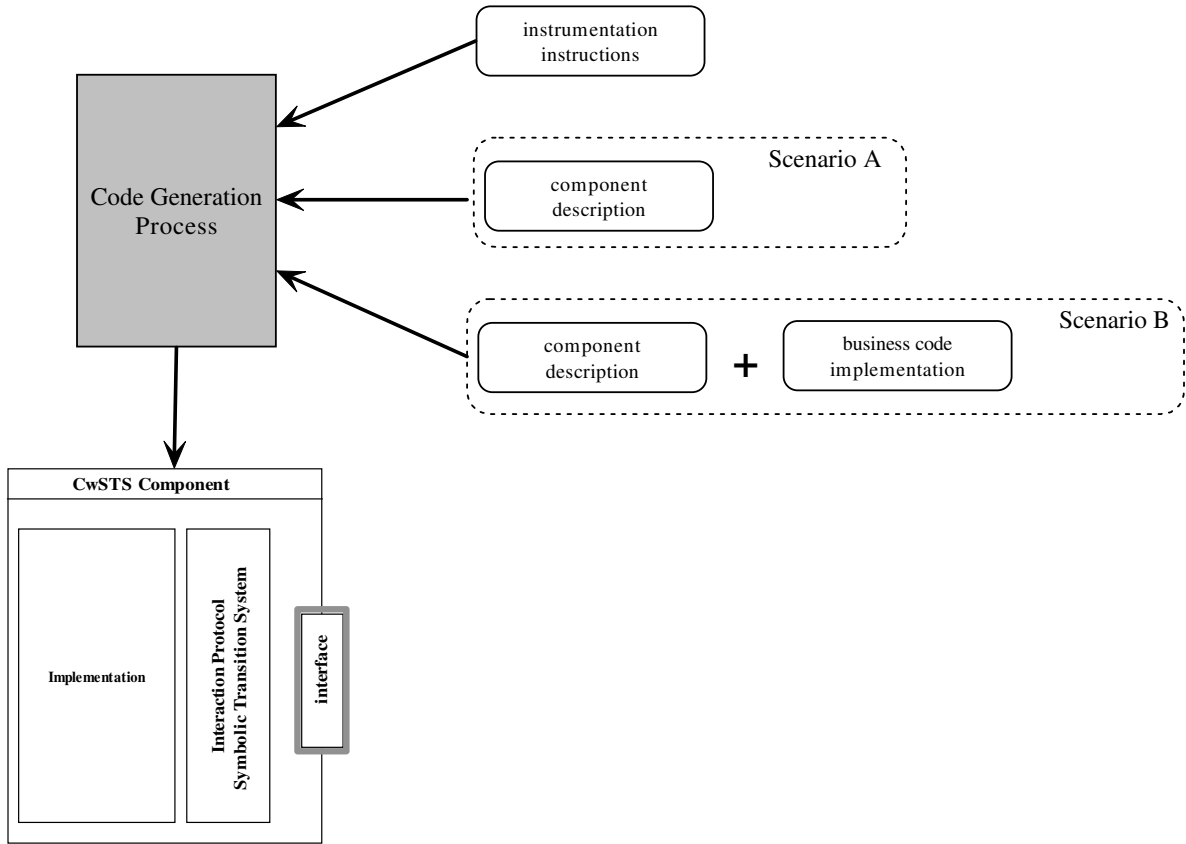 instrumentation
instructions
Scenario A
component
description
Code Generation
Process
Scenario B
component
description
+
business code
implementation
CwSTS Component
Implementation
Interaction Protocol
Symbolic Transition System
interface